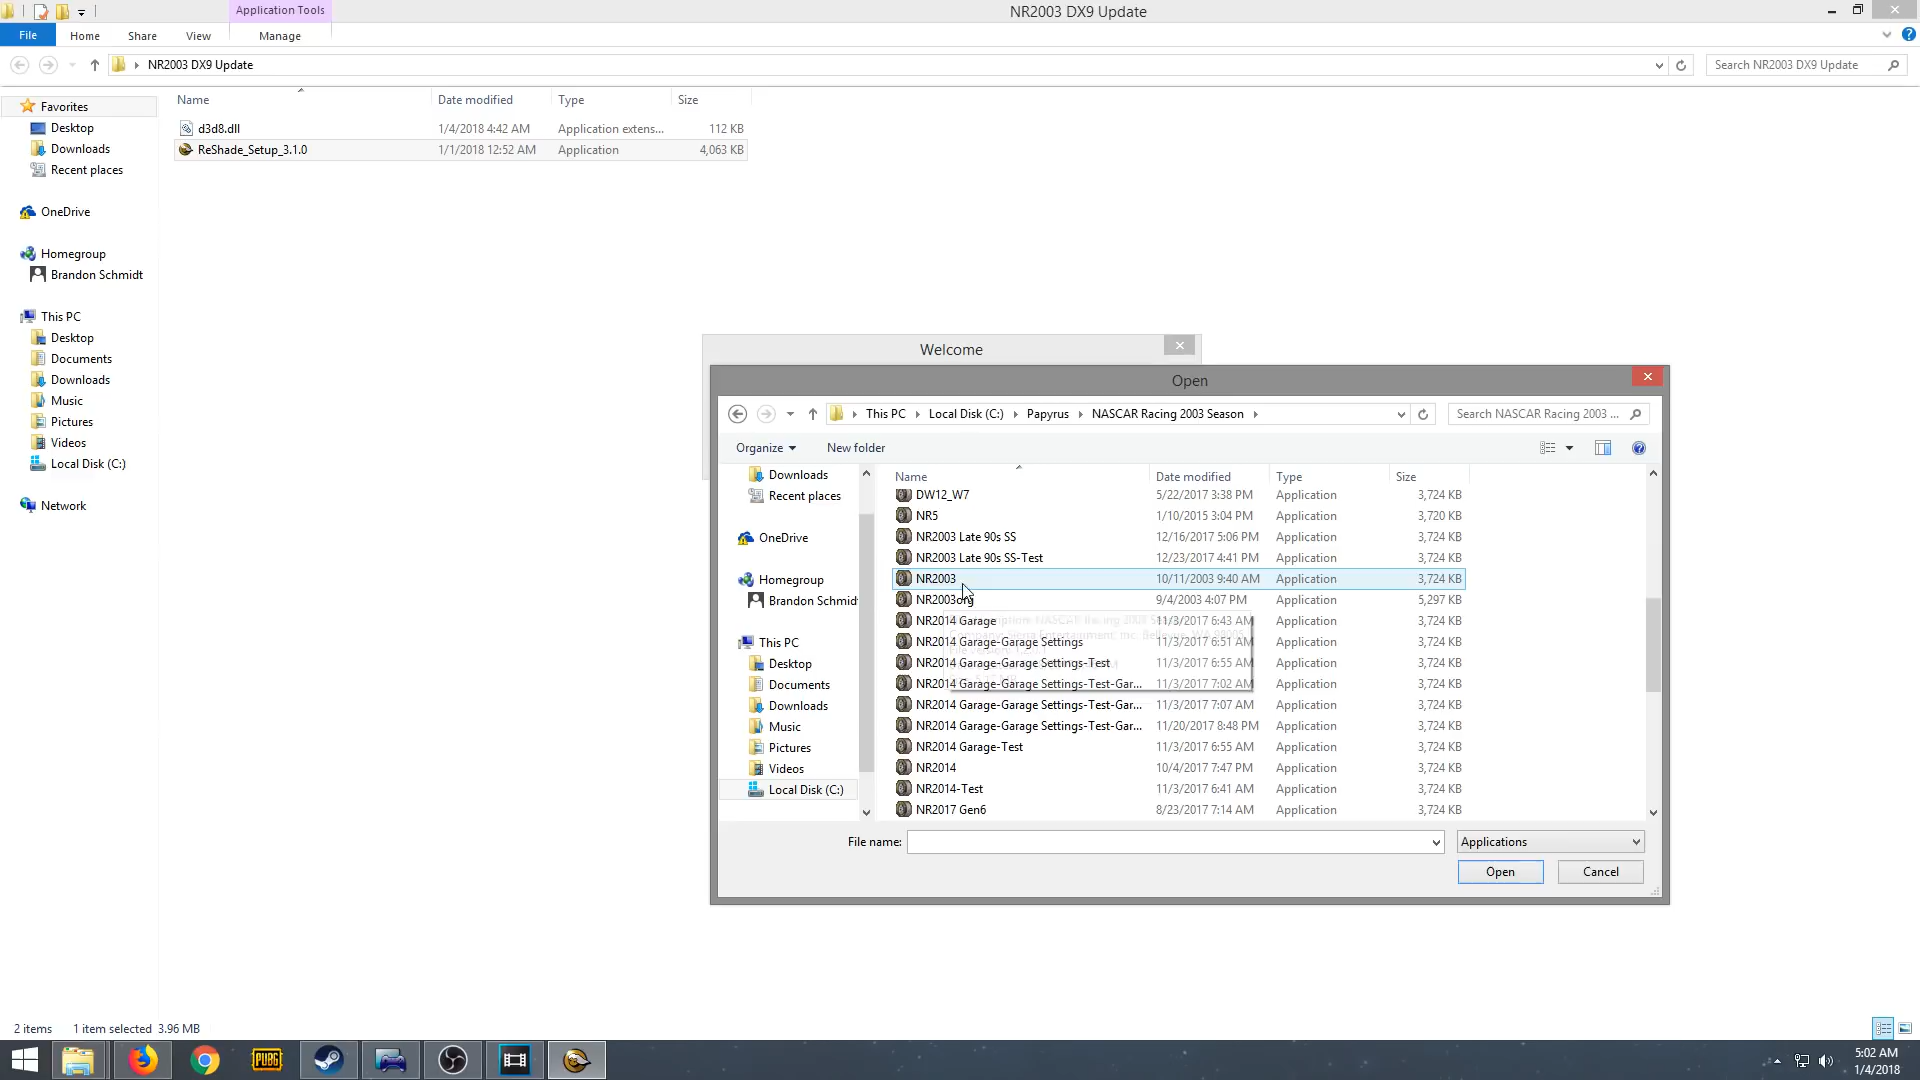 Application Tools
NR2003 DX9 Update
File
Home
Share
View
Manage
NR2003 DX9 Update
Search NR2003 DX9 Update
Name
Date modified
Type
Size
d3d8.dll
1/4/2018 4:42 AM
Application extens...
112 KB
ReShade_Setup_3.1.0
1/1/2018 12:52 AM
Application
4,063 KB
Favorites
Desktop
Downloads
Recent places
OneDrive
Homegroup
Brandon Schmidt
This PC
Desktop
Documents
Downloads
Music
Pictures
Videos
Local Disk (C:)
Network
Welcome
Open
This PC
Local Disk (C:)
Papyrus
NASCAR Racing 2003 Season
Search NASCAR Racing 2003 ...
Organize
New folder
Downloads
Recent places
OneDrive
Homegroup
Brandon Schmid
This PC
Desktop
Documents
Downloads
Music
Pictures
Videos
Local Disk (C:)
Name
Date modified
Type
Size
DW12_W7
5/22/2017 3:38 PM
Application
3,724 KB
NR5
1/10/2015 3:04 PM
Application
3,720 KB
NR2003 Late 90s SS
12/16/2017 5:06 PM
Application
3,724 KB
NR2003 Late 90s SS-Test
12/23/2017 4:41 PM
Application
3,724 KB
NR2003
10/11/2003 9:40 AM
Application
3,724 KB
NR2003org
9/4/2003 4:07 PM
Application
5,297 KB
NR2014 Garage
11/3/2017 6:43 AM
Application
3,724 KB
NR2014 Garage-Garage Settings
11/3/2017 6:51 AM
Application
3,724 KB
NR2014 Garage-Garage Settings-Test
11/3/2017 6:55 AM
Application
3,724 KB
NR2014 Garage-Garage Settings-Test-Gar...
11/3/2017 7:02 AM
Application
3,724 KB
NR2014 Garage-Garage Settings-Test-Gar...
11/3/2017 7:07 AM
Application
3,724 KB
NR2014 Garage-Garage Settings-Test-Gar...
11/20/2017 8:48 PM
Application
3,724 KB
NR2014 Garage-Test
11/3/2017 6:55 AM
Application
3,724 KB
NR2014
10/4/2017 7:47 PM
Application
3,724 KB
NR2014-Test
11/3/2017 6:41 AM
Application
3,724 KB
NR2017 Gen6
8/23/2017 7:14 AM
Application
3,724 KB
File name:
Applications
Open
Cancel
2 items
1 item selected 3.96 MB
PUBG
5:02 AM
1/4/2018